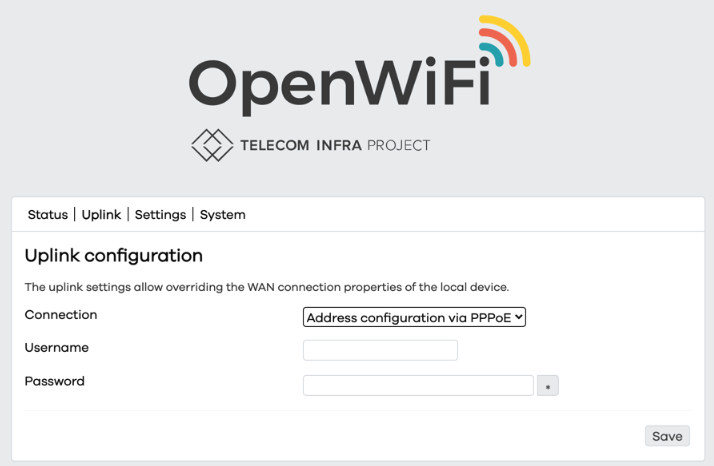 OpenWiFi
TELECOM INFRA PROJECT
Status | Uplink | Settings | System
Uplink configuration
The uplink settings allow overriding the WAN connection properties of the local device.
Connection
Address configuration via PPPoE
Username
Password
*
Save